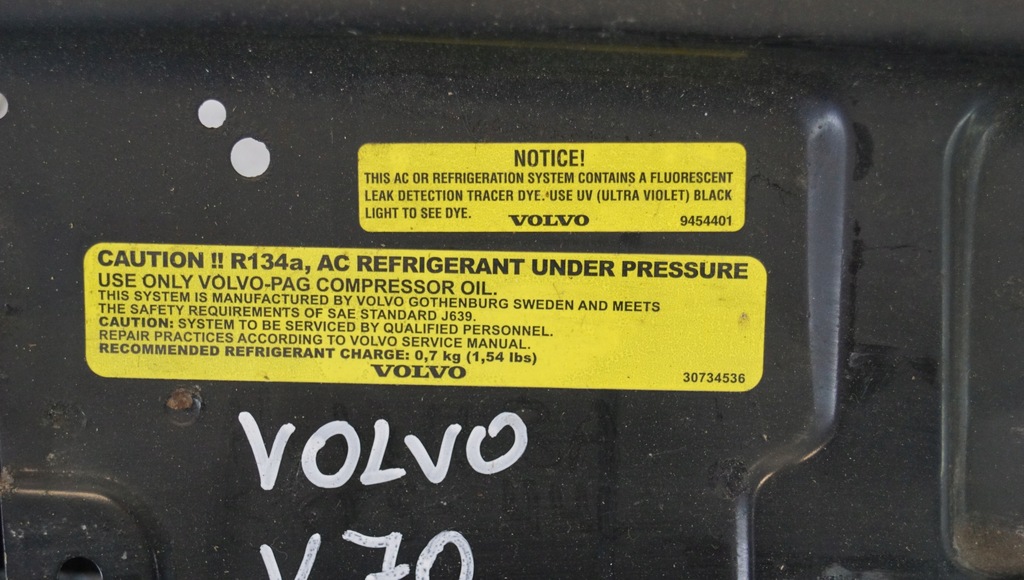 NOTICE!
THIS AC OR REFRIGERATION SYSTEM CONTAINS A FLUORESCENT
LEAK DETECTION TRACER DYE. USE UV (ULTRA VIOLET) BLACK
LIGHT TO SEE DYE. VOLVO 9454401
CAUTION !! R134a, AC REFRIGERANT UNDER PRESSURE
USE ONLY VOLVO-PAG COMPRESSOR OIL.
THIS SYSTEM IS MANUFACTURED BY VOLVO GOTHENBURG SWEDEN AND MEETS
THE SAFETY REQUIREMENTS OF SAE STANDARD J639.
CAUTION: SYSTEM TO BE SERVICED BY QUALIFIED PERSONNEL.
REPAIR PRACTICES ACCORDING TO VOLVO SERVICE MANUAL.
RECOMMENDED REFRIGERANT CHARGE: 0,7 kg (1,54 lbs)
VOLVO 30734536
VOLVO
V70